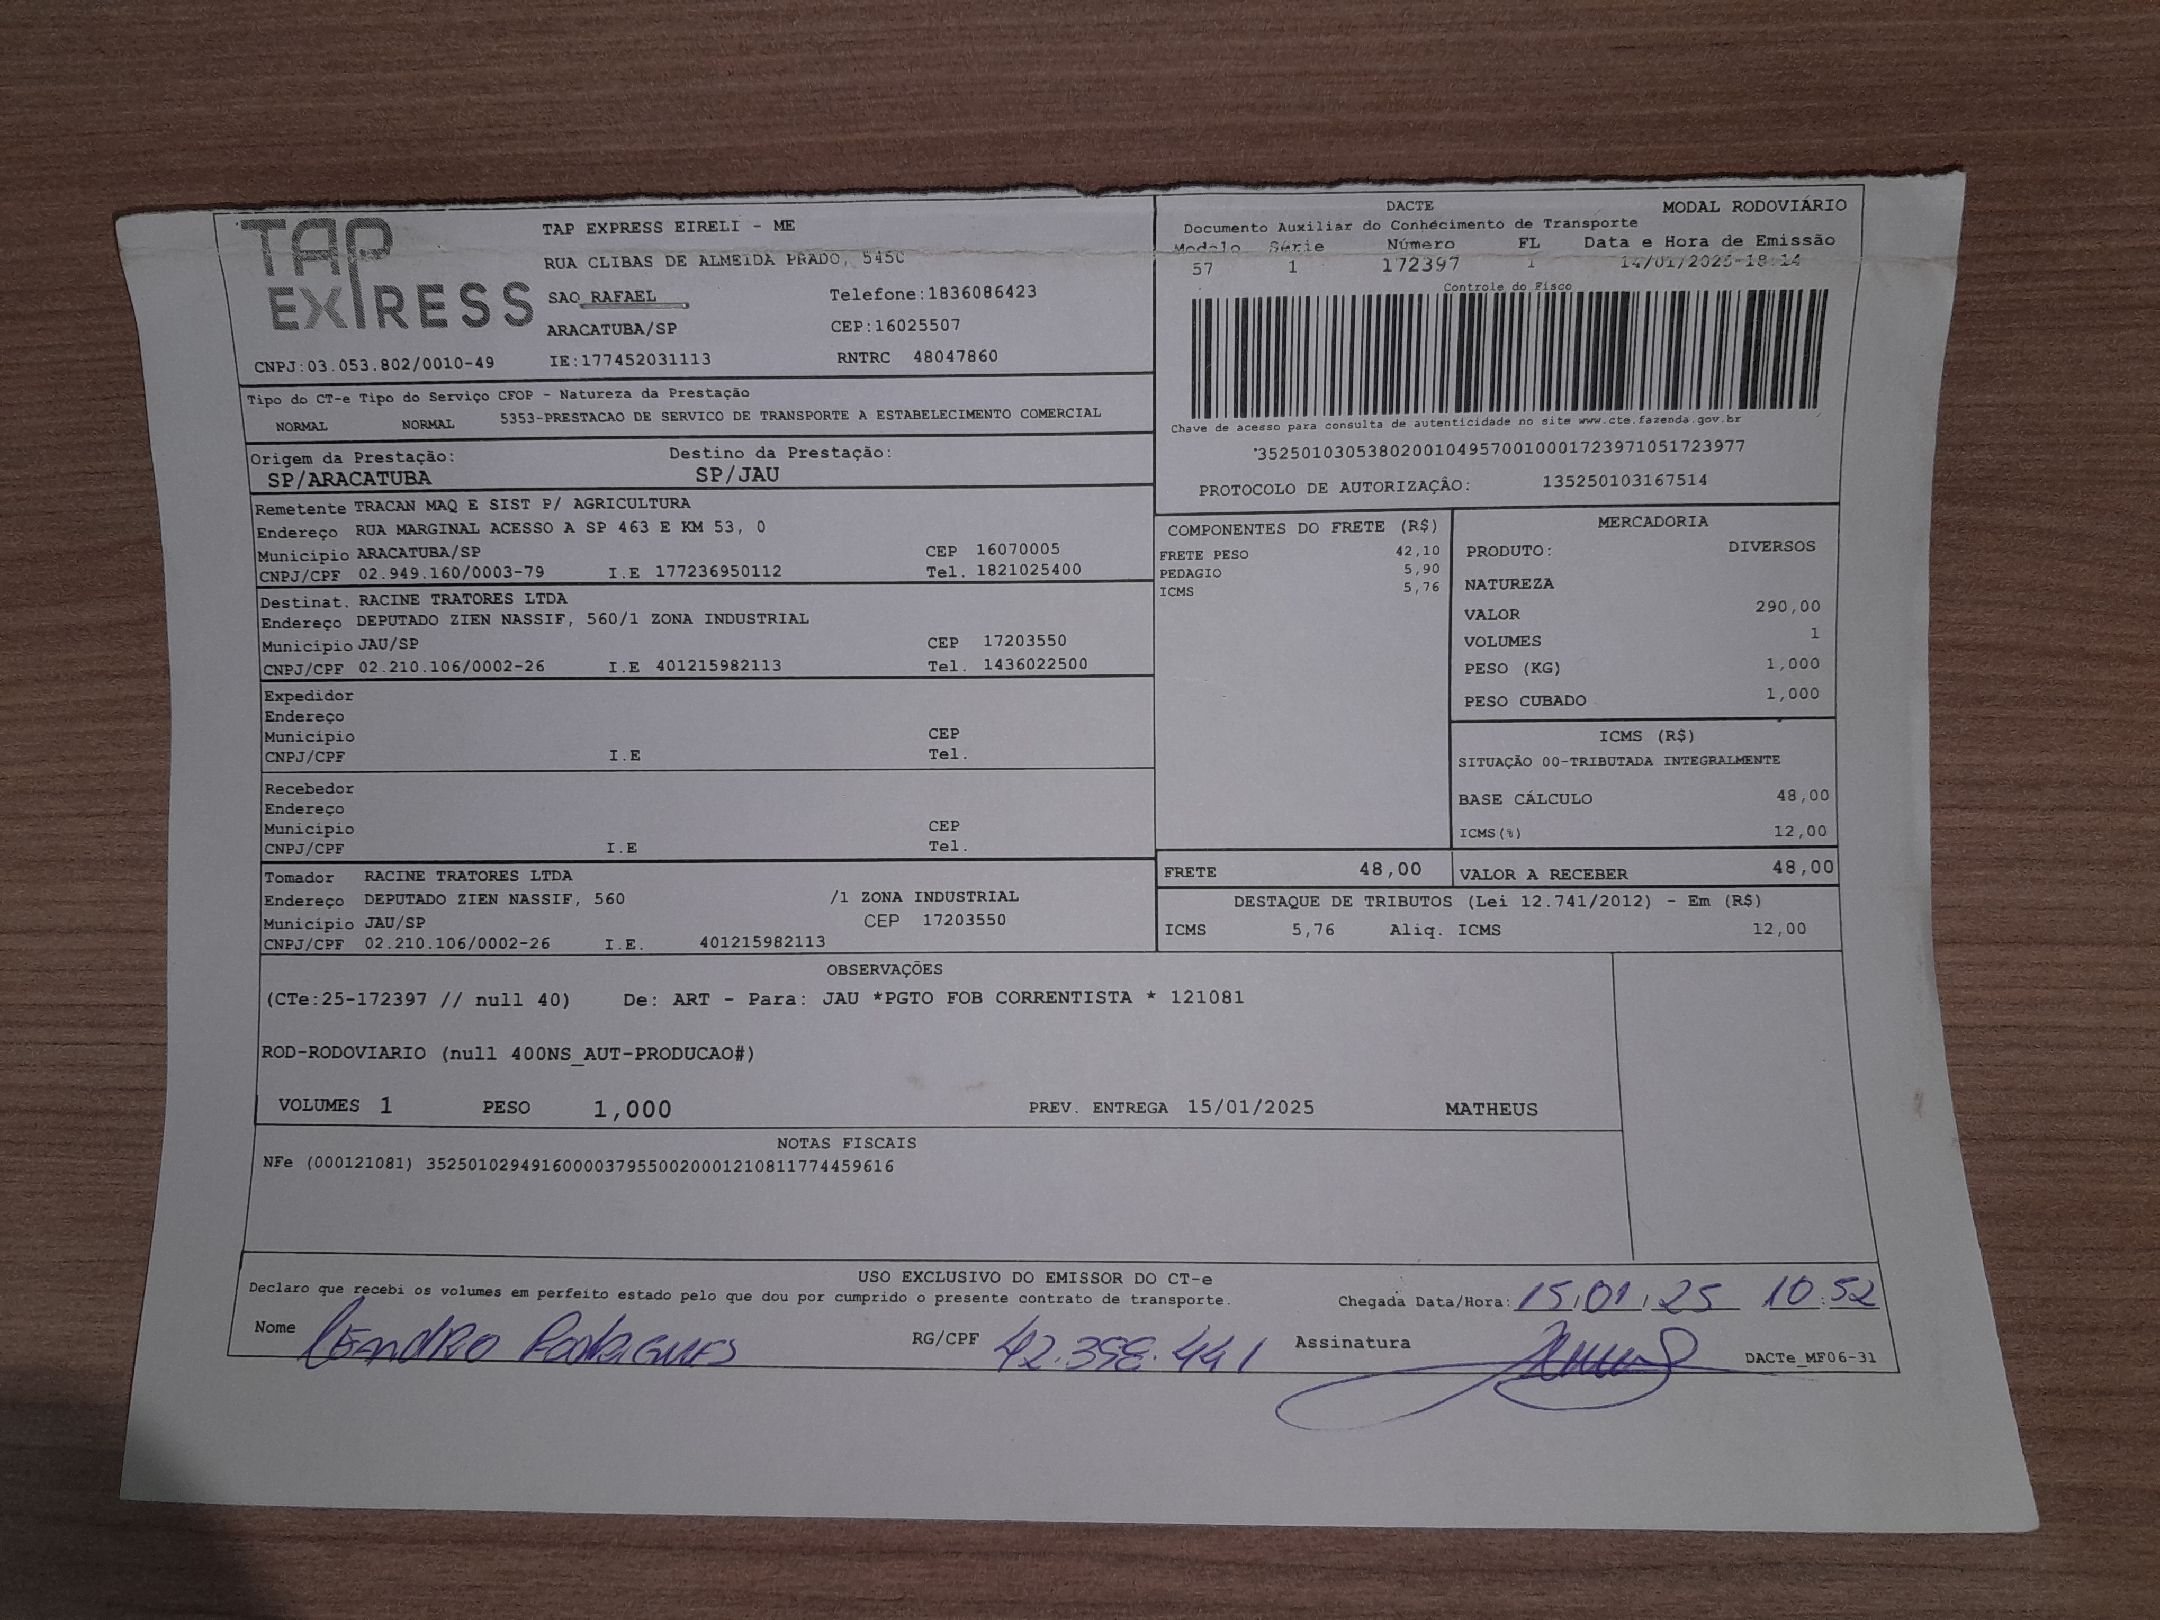 TAP
EXPRESS
TAP EXPRESS EIRELI - ME
RUA CLIBAS DE ALMEIDA PRADO, 545C
SAO RAFAEL Telefone:1836086423
ARACATUBA/SP CEP:16025507
CNPJ:03.053.802/0010-49 IE:177452031113 RNTRC 48047860
DACTE MODAL RODOVIÁRIO
Documento Auxiliar do Conhecimento de Transporte
Modelo Série Número FL Data e Hora de Emissão
57 1 172397 1 14/01/2025-18:14
Controle do Fisco
Chave de acesso para consulta de autenticidade no site www.cte.fazenda.gov.br
35250103053802001049570010001723971051723977
PROTOCOLO DE AUTORIZAÇÂO: 135250103167514
Tipo do CT-e Tipo do Serviço CFOP - Natureza da Prestação
NORMAL NORMAL 5353-PRESTACAO DE SERVICO DE TRANSPORTE A ESTABELECIMENTO COMERCIAL
Origem da Prestação: Destino da Prestação:
SP/ARACATUBA SP/JAU
Remetente TRACAN MAQ E SIST P/ AGRICULTURA
Endereço RUA MARGINAL ACESSO A SP 463 E KM 53, 0
Municipio ARACATUBA/SP CEP 16070005
CNPJ/CPF 02.949.160/0003-79 I.E 177236950112 Tel. 1821025400
Destinat. RACINE TRATORES LTDA
Endereço DEPUTADO ZIEN NASSIF, 560/1 ZONA INDUSTRIAL
Municipio JAU/SP CEP 17203550
CNPJ/CPF 02.210.106/0002-26 I.E 401215982113 Tel. 1436022500
Expedidor
Endereço
Municipio CEP
CNPJ/CPF I.E Tel.
Recebedor
Endereço
Municipio CEP
CNPJ/CPF I.E Tel.
Tomador RACINE TRATORES LTDA
Endereço DEPUTADO ZIEN NASSIF, 560 /1 ZONA INDUSTRIAL
Municipio JAU/SP CEP 17203550
CNPJ/CPF 02.210.106/0002-26 I.E. 401215982113
COMPONENTES DO FRETE (R$)
FRETE PESO 42,10
PEDAGIO 5,90
ICMS 5,76
MERCADORIA
PRODUTO: DIVERSOS
NATUREZA
VALOR 290,00
VOLUMES 1
PESO (KG) 1,000
PESO CUBADO 1,000
ICMS (R$)
SITUAÇÃO 00-TRIBUTADA INTEGRALMENTE
BASE CÁLCULO 48,00
ICMS(%) 12,00
FRETE 48,00 VALOR A RECEBER 48,00
DESTAQUE DE TRIBUTOS (Lei 12.741/2012) - Em (R$)
ICMS 5,76 Aliq. ICMS 12,00
OBSERVAÇÕES
(CTe:25-172397 // null 40) De: ART - Para: JAU *PGTO FOB CORRENTISTA * 121081
ROD-RODOVIARIO (null 400NS_AUT-PRODUCAO#)
VOLUMES 1 PESO 1,000 PREV. ENTREGA 15/01/2025 MATHEUS
NOTAS FISCAIS
NFe (000121081) 35250102949160000379550020001210811774459616
USO EXCLUSIVO DO EMISSOR DO CT-e
Declaro que recebi os volumes em perfeito estado pelo que dou por cumprido o presente contrato de transporte. Chegada Data/Hora: 15,01,25 10:52
Nome LEANDRO RODRIGUES RG/CPF 42.398.441 Assinatura
DACTe_MF06-31